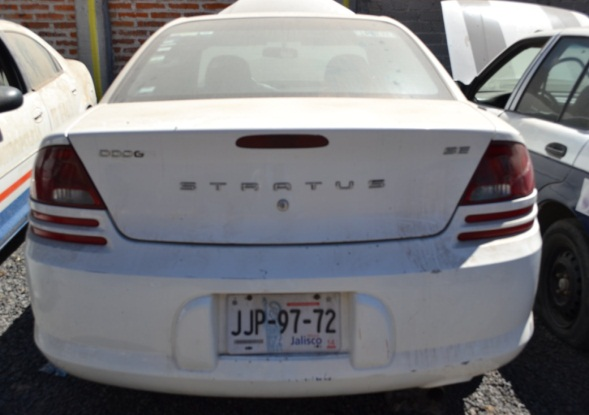 DODGE
SE
STRATUS
JJP-97-72
Jalisco